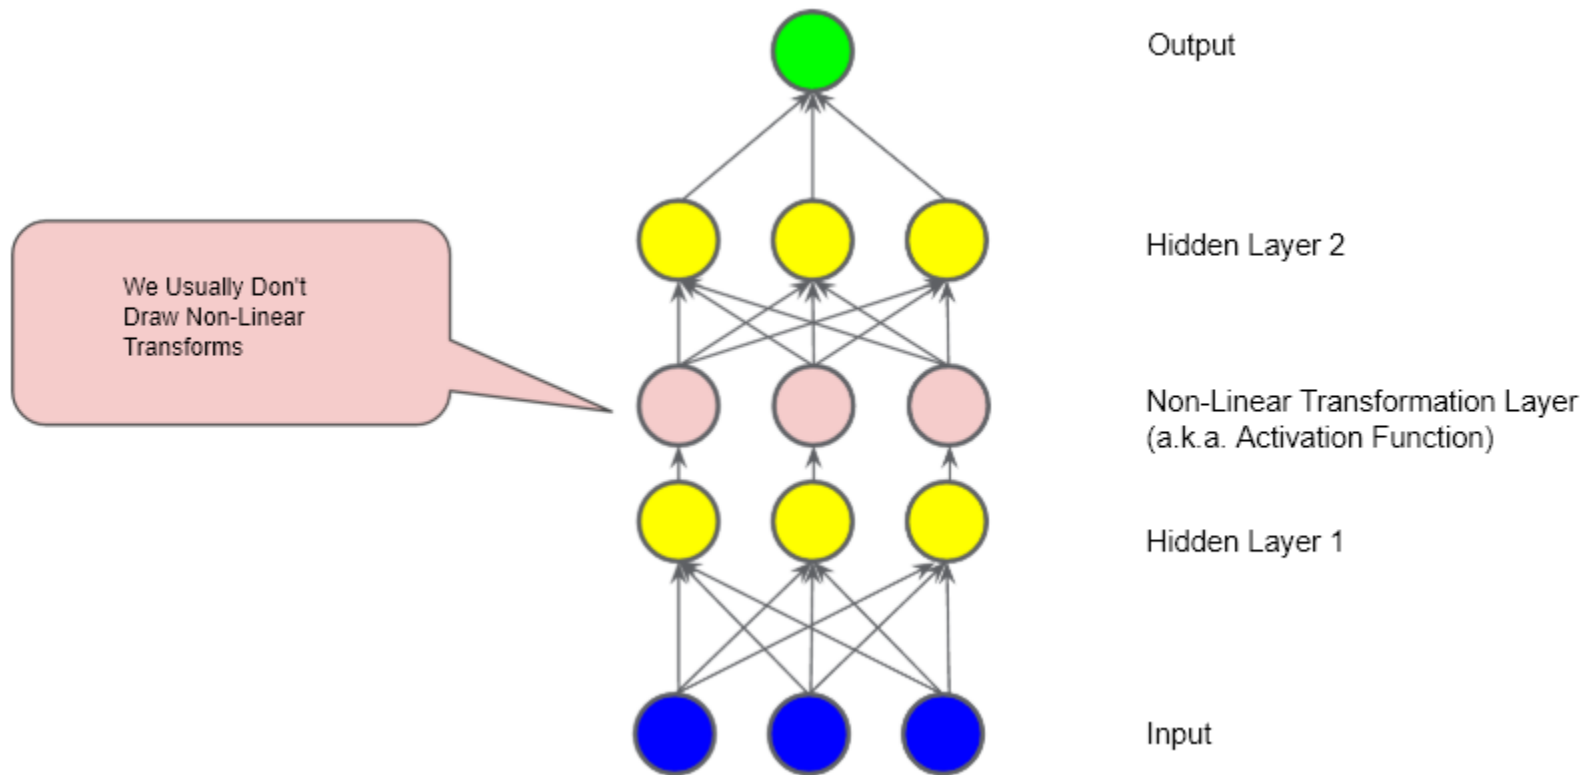 Output
Hidden Layer 2
We Usually Don't
Draw Non-Linear
Transforms
Non-Linear Transformation Layer
(a.k.a. Activation Function)
Hidden Layer 1
Input